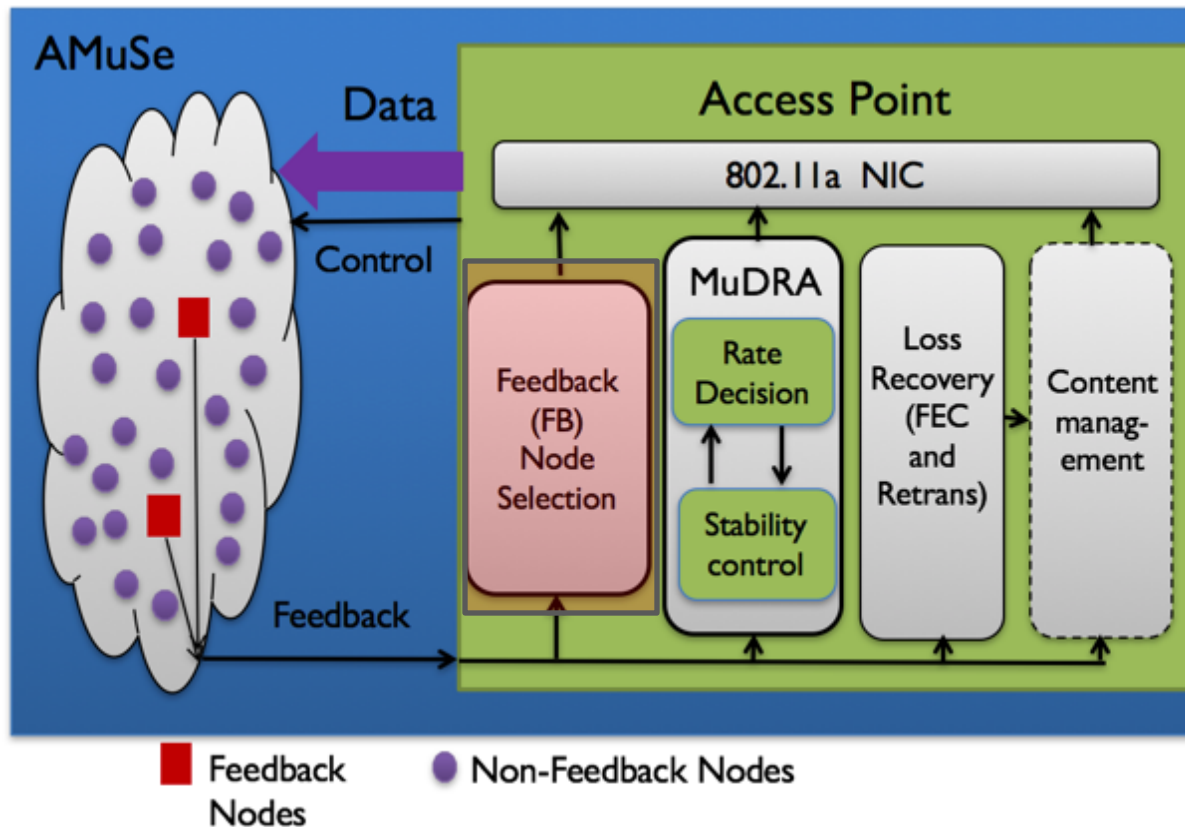 AMuSe
Data
Access Point
802.11a NIC
Control
Feedback
(FB)
Node
Selection
MuDRA
Rate
Decision
Stability
control
Loss
Recovery
(FEC
and
Retrans)
Content
manag-
ement
Feedback
Feedback
Nodes
Non-Feedback Nodes